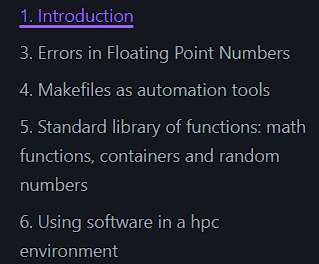 1. Introduction
3. Errors in Floating Point Numbers
4. Makefiles as automation tools
5. Standard library of functions: math
functions, containers and random
numbers
6. Using software in a hpc
environment